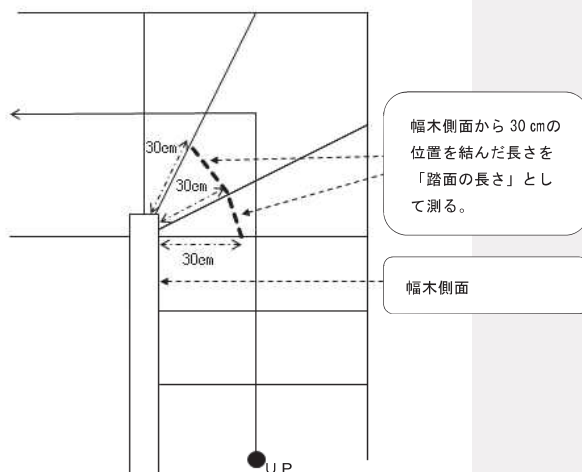 30cm
30cm
30cm
幅木側面から 30 ㎝の
位置を結んだ長さを
「踏面の長さ」とし
て測る。
幅木側面
UP